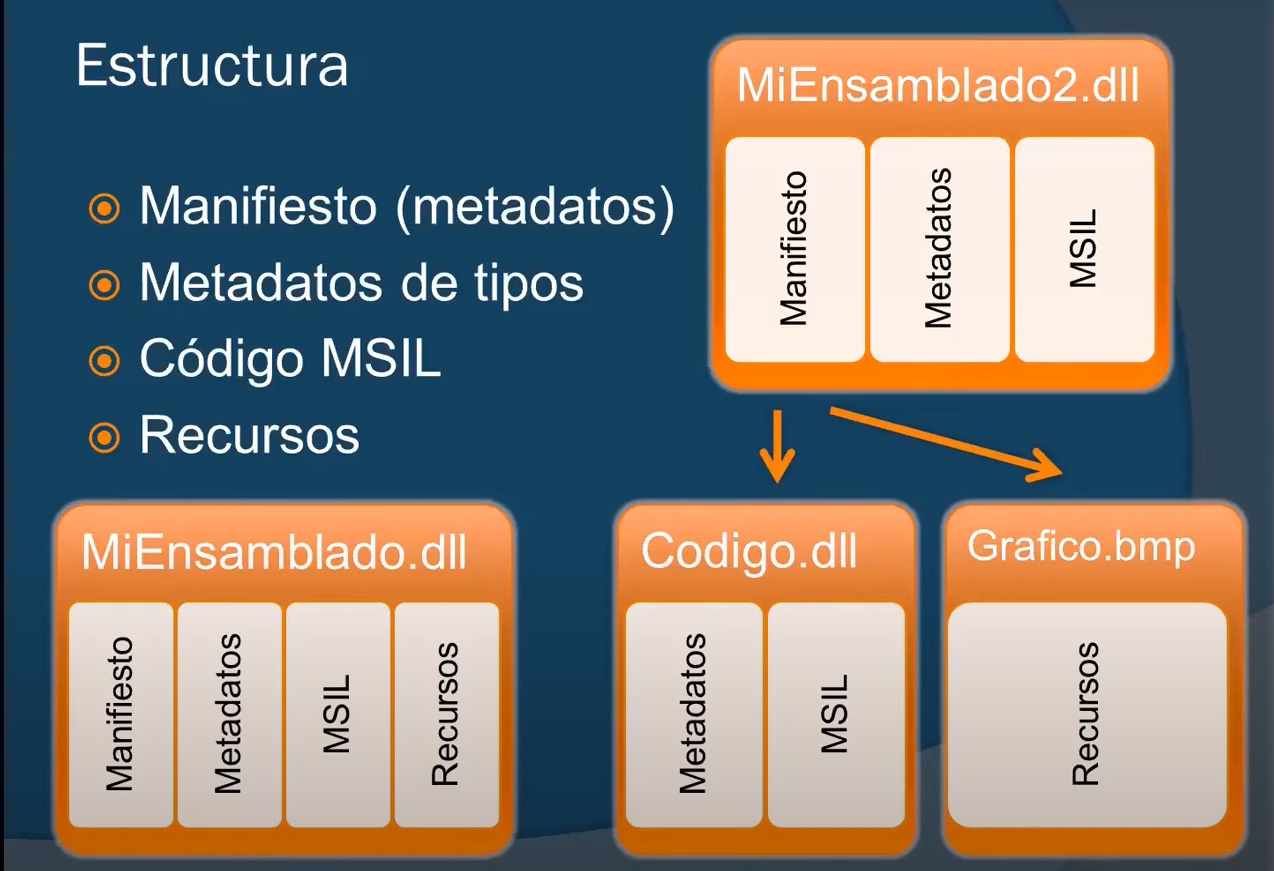 Estructura
Manifiesto (metadatos)
Metadatos de tipos
Código MSIL
Recursos
MiEnsamblado2.dll
Manifiesto
Metadatos
MSIL
MiEnsamblado.dll
Manifiesto
Metadatos
MSIL
Recursos
Codigo.dll
Metadatos
MSIL
Grafico.bmp
Recursos